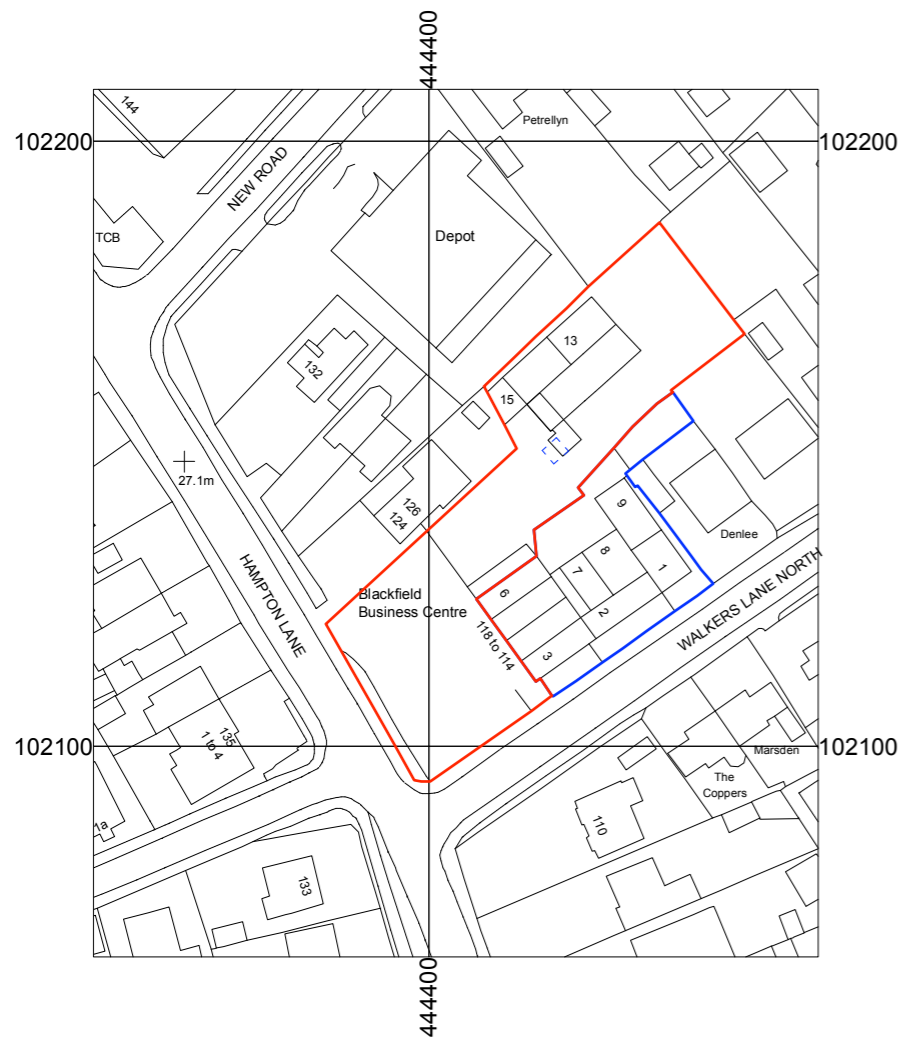 444400
144
Petrellyn
102200
102200
NEW ROAD
TCB
Depot
13
132
15
27.1m
126
124
9
Denlee
HAMPTON LANE
8
7
1
Blackfield
Business Centre
6
2
WALKERS LANE NORTH
118 to 114
3
135
1 to 4
102100
102100
Marsden
The
Coppers
1a
110
133
444400